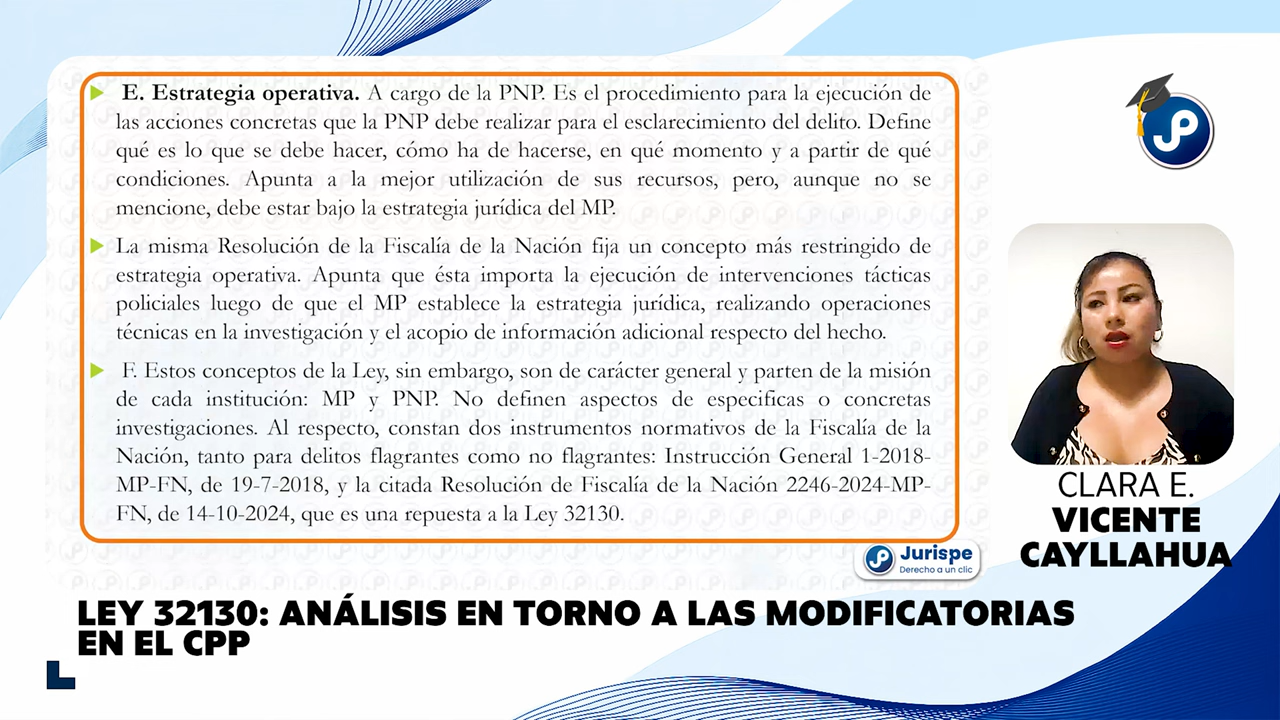 E. Estrategia operativa. A cargo de la PNP. Es el procedimiento para la ejecución de
las acciones concretas que la PNP debe realizar para el esclarecimiento del delito. Define
qué es lo que se debe hacer, cómo ha de hacerse, en qué momento y a partir de qué
condiciones. Apunta a la mejor utilización de sus recursos, pero, aunque no se
mencione, debe estar bajo la estrategia jurídica del MP.
La misma Resolución de la Fiscalía de la Nación fija un concepto más restringido de
estrategia operativa. Apunta que ésta importa la ejecución de intervenciones tácticas
policiales luego de que el MP establece la estrategia jurídica, realizando operaciones
técnicas en la investigación y el acopio de información adicional respecto del hecho.
F. Estos conceptos de la Ley, sin embargo, son de carácter general y parten de la misión
de cada institución: MP y PNP. No definen aspectos de especificas o concretas
investigaciones. Al respecto, constan dos instrumentos normativos de la Fiscalía de la
Nación, tanto para delitos flagrantes como no flagrantes: Instrucción General 1-2018-
MP-FN, de 19-7-2018, y la citada Resolución de Fiscalía de la Nación 2246-2024-MP-
FN, de 14-10-2024, que es una repuesta a la Ley 32130.
JP
CLARA E.
VICENTE
CAYLLAHUA
JP
Jurispe
Derecho a un clic
LEY 32130: ANÁLISIS EN TORNO A LAS MODIFICATORIAS
EN EL CPP